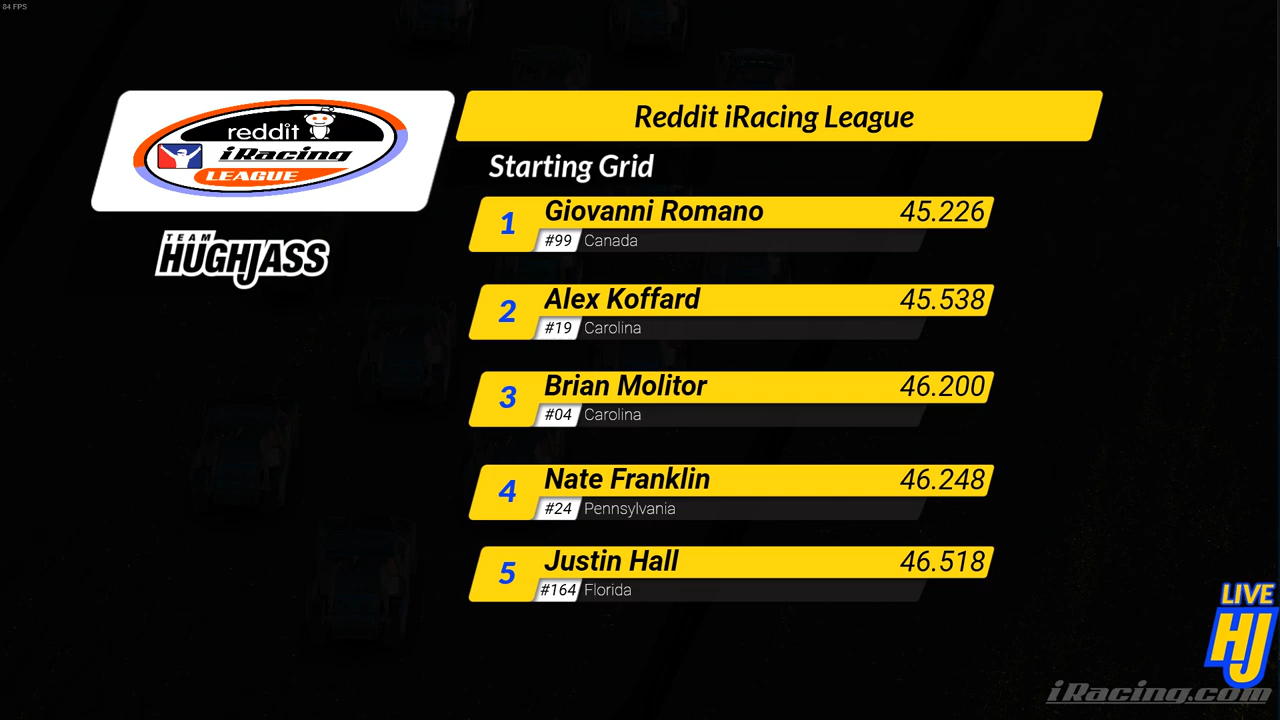 84 FPS
reddit
iRacing
LEAGUE
TEAM
HUGHJASS
Reddit iRacing League
Starting Grid
1 Giovanni Romano 45.226
#99 Canada
2 Alex Koffard 45.538
#19 Carolina
3 Brian Molitor 46.200
#04 Carolina
4 Nate Franklin 46.248
#24 Pennsylvania
5 Justin Hall 46.518
#164 Florida
LIVE
HJ
iRacing.com